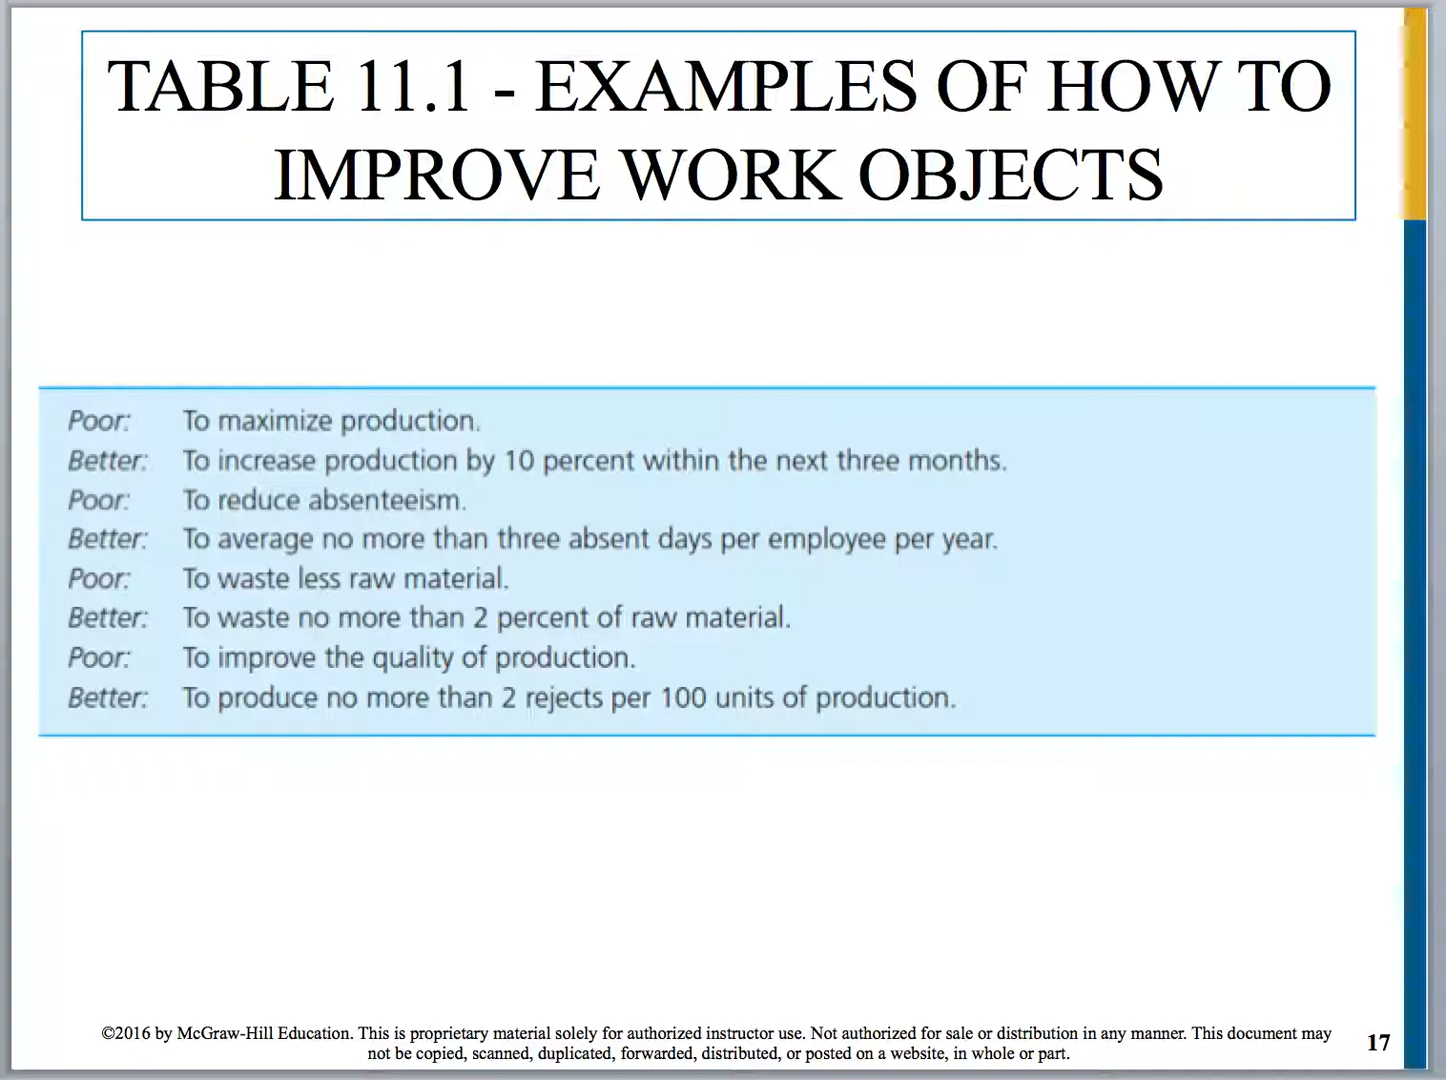 TABLE 11.1 - EXAMPLES OF HOW TO
IMPROVE WORK OBJECTS
Poor: To maximize production.
Better: To increase production by 10 percent within the next three months.
Poor: To reduce absenteeism.
Better: To average no more than three absent days per employee per year.
Poor: To waste less raw material.
Better: To waste no more than 2 percent of raw material.
Poor: To improve the quality of production.
Better: To produce no more than 2 rejects per 100 units of production.
©2016 by McGraw-Hill Education. This is proprietary material solely for authorized instructor use. Not authorized for sale or distribution in any manner. This document may
not be copied, scanned, duplicated, forwarded, distributed, or posted on a website, in whole or part.
17